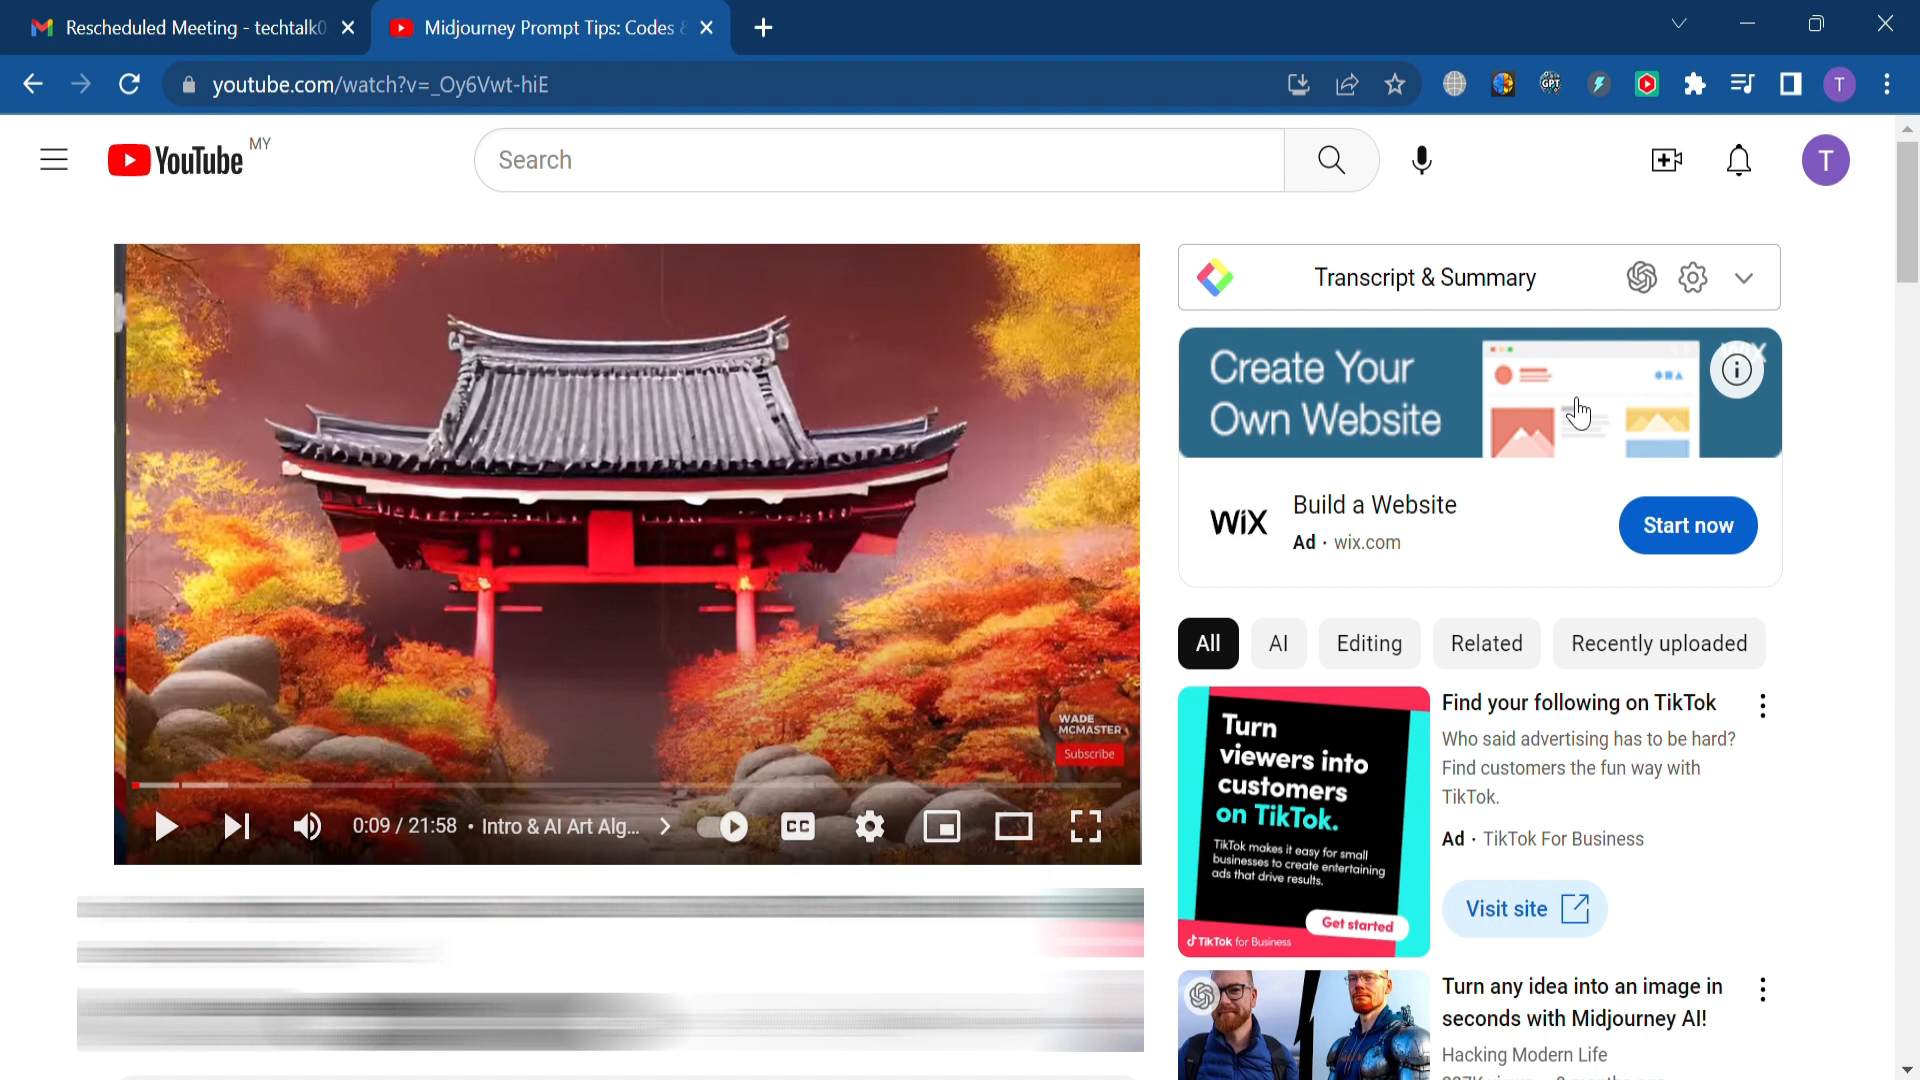 Rescheduled Meeting - techtalk
Midjourney Prompt Tips: Codes &
youtube.com/watch?v=_Oy6Vwt-hiE
GPT
T
YouTube MY
Search
T
WADE
MCMASTER
Subscribe
0:09 / 21:58 • Intro & AI Art Alg...
CC
Transcript & Summary
Create Your
Own Website
WiX
Build a Website
Ad · wix.com
Start now
All
AI
Editing
Related
Recently uploaded
Turn
viewers into
customers
on TikTok.
TikTok makes it easy for small
businesses to create entertaining
ads that drive results.
Get started
TikTok for Business
Find your following on TikTok
Who said advertising has to be hard?
Find customers the fun way with
TikTok.
Ad · TikTok For Business
Visit site
Turn any idea into an image in
seconds with Midjourney AI!
Hacking Modern Life